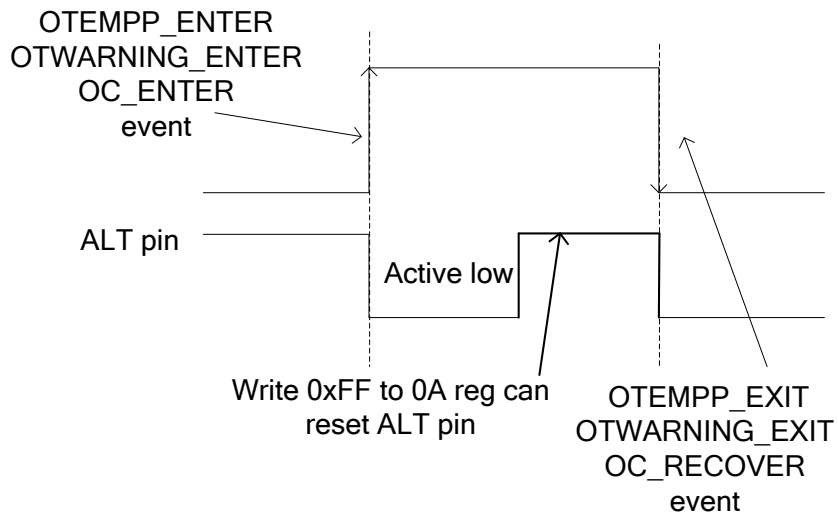 OTEMPP_ENTER
OTWARNING_ENTER
OC_ENTER
event
ALT pin
Active low
Write 0xFF to 0A reg can
reset ALT pin
OTEMPP_EXIT
OTWARNING_EXIT
OC_RECOVER
event